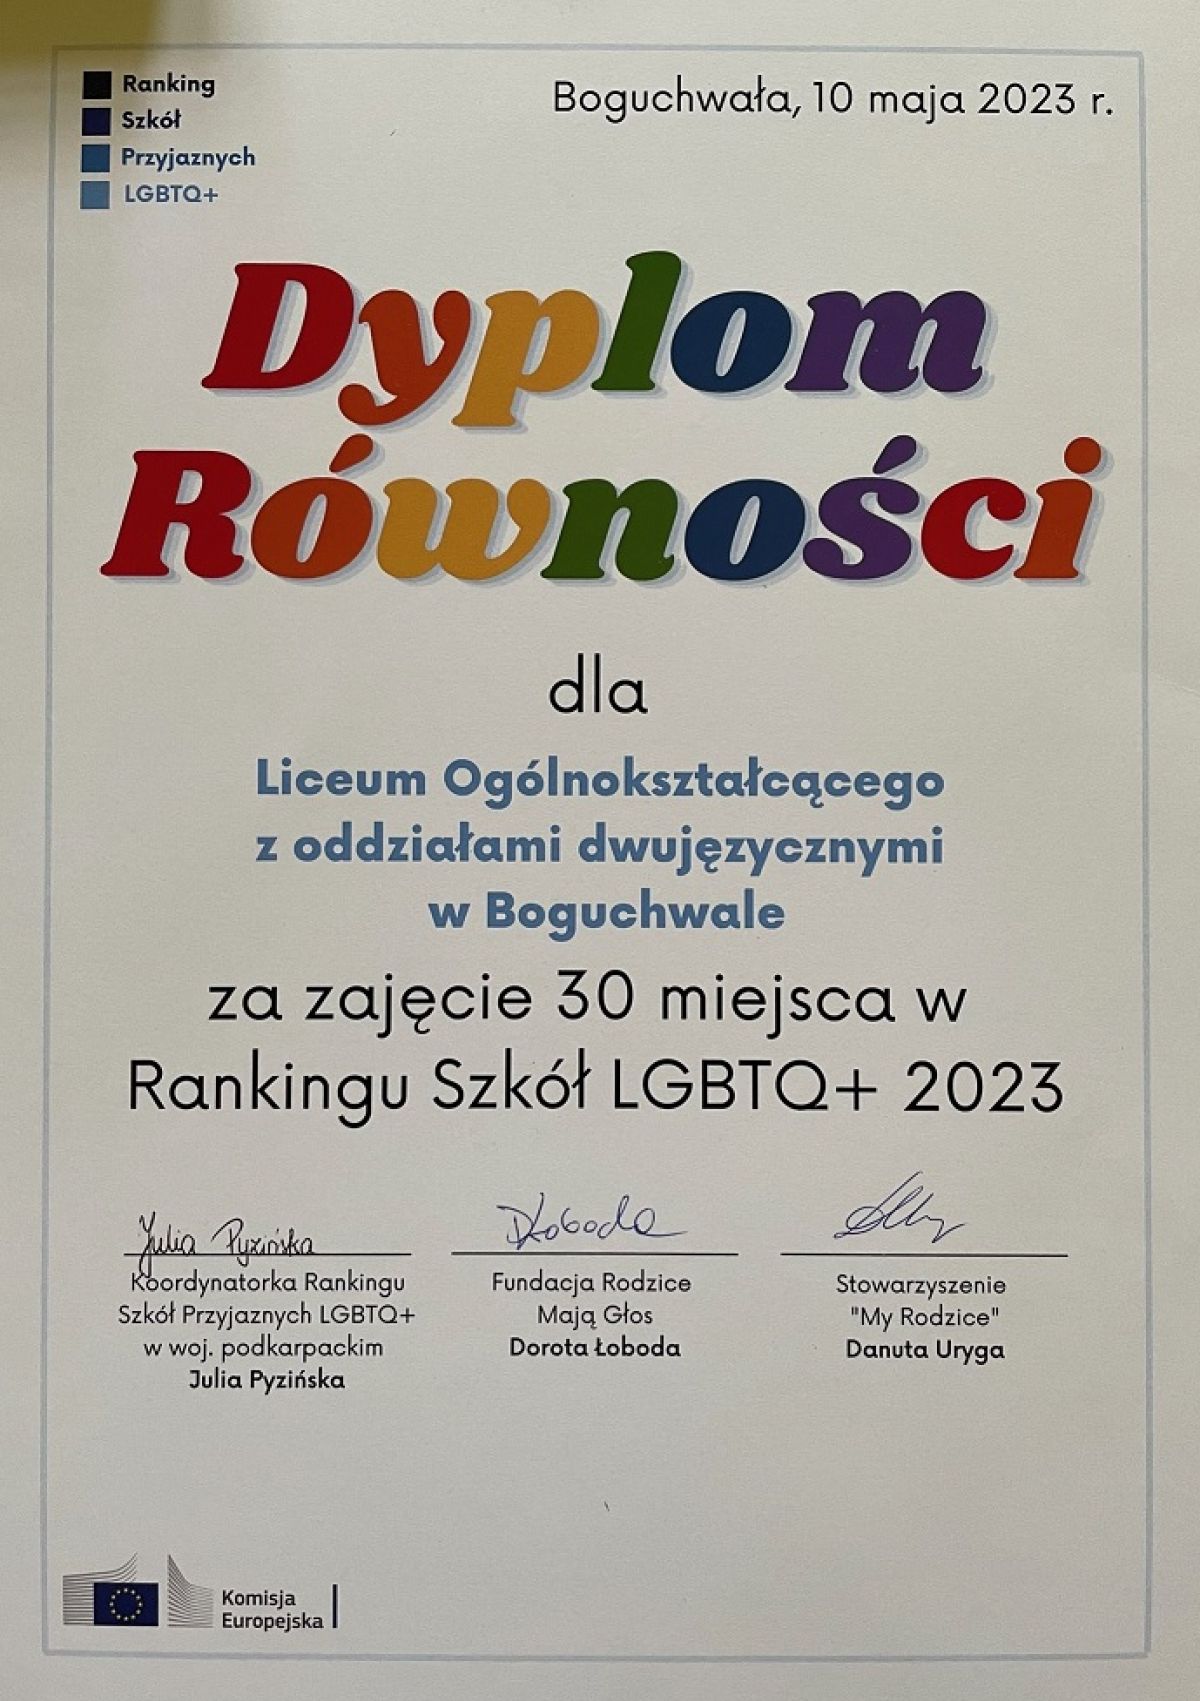 Ranking
Szkół
Przyjaznych
LGBTQ+
Boguchwała, 10 maja 2023 r.
Dyplom
Równości
dla
Liceum Ogólnokształcącego
z oddziałami dwujęzycznymi
w Boguchwale
za zajęcie 30 miejsca w
Rankingu Szkół LGBTQ+ 2023
Julia Pyzińska
Koordynatorka Rankingu
Szkół Przyjaznych LGBTQ+
w woj. podkarpackim
Julia Pyzińska
DŁoboda
Fundacja Rodzice
Mają Głos
Dorota Łoboda
Stowarzyszenie
"My Rodzice"
Danuta Uryga
Komisja
Europejska